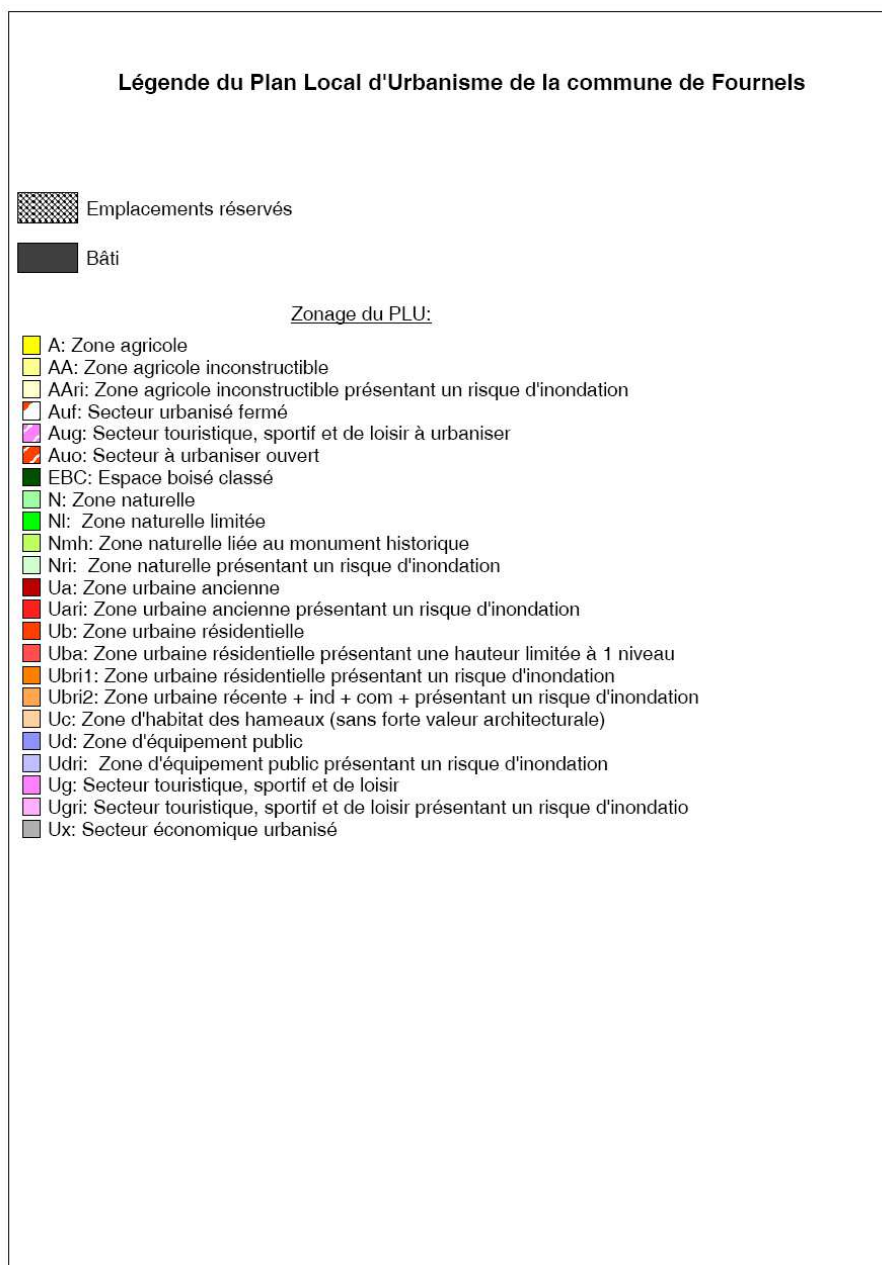 Légende du Plan Local d'Urbanisme de la commune de Fournels
Emplacements réservés
Bâti
Zonage du PLU:
A: Zone agricole
AA: Zone agricole inconstructible
AAri: Zone agricole inconstructible présentant un risque d'inondation
Auf: Secteur urbanisé fermé
Aug: Secteur touristique, sportif et de loisir à urbaniser
Auo: Secteur à urbaniser ouvert
EBC: Espace boisé classé
N: Zone naturelle
Nl: Zone naturelle limitée
Nmh: Zone naturelle liée au monument historique
Nri: Zone naturelle présentant un risque d'inondation
Ua: Zone urbaine ancienne
Uari: Zone urbaine ancienne présentant un risque d'inondation
Ub: Zone urbaine résidentielle
Uba: Zone urbaine résidentielle présentant une hauteur limitée à 1 niveau
Ubri1: Zone urbaine résidentielle présentant un risque d'inondation
Ubri2: Zone urbaine récente + ind + com + présentant un risque d'inondation
Uc: Zone d'habitat des hameaux (sans forte valeur architecturale)
Ud: Zone d'équipement public
Udri: Zone d'équipement public présentant un risque d'inondation
Ug: Secteur touristique, sportif et de loisir
Ugri: Secteur touristique, sportif et de loisir présentant un risque d'inondatio
Ux: Secteur économique urbanisé